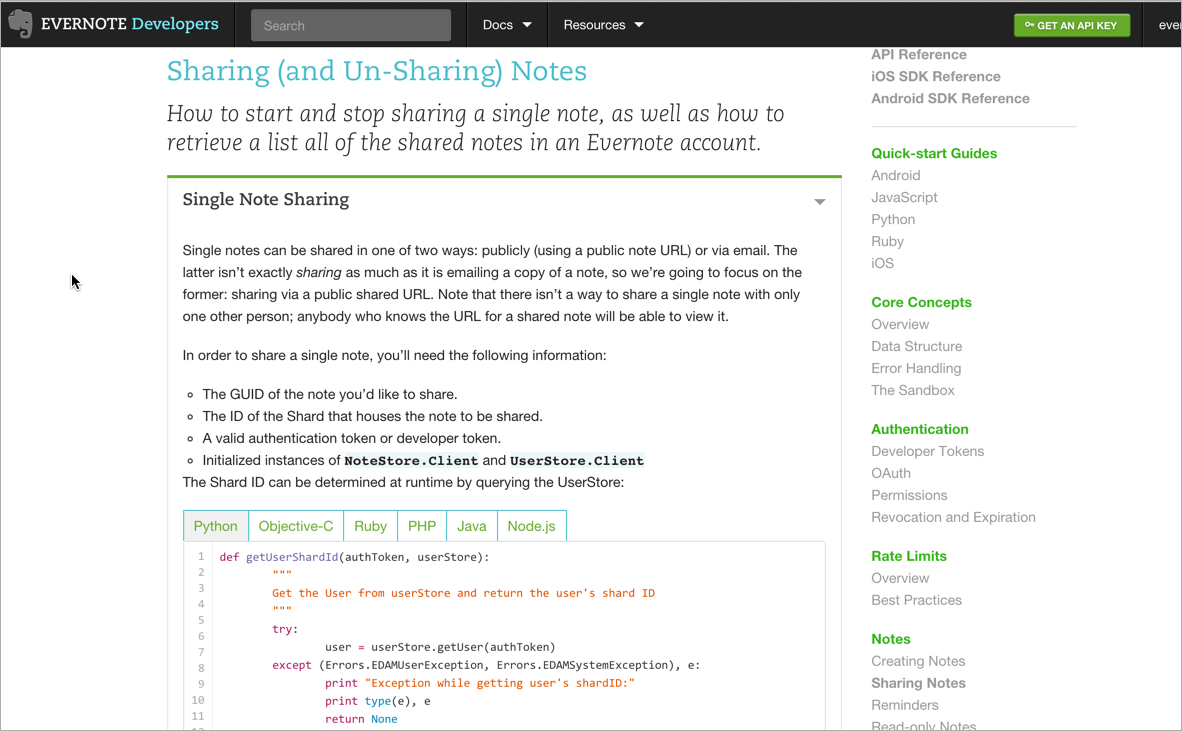 EVERNOTE Developers
Search
Docs
Resources
GET AN API KEY
ever
Sharing (and Un-Sharing) Notes
How to start and stop sharing a single note, as well as how to
retrieve a list all of the shared notes in an Evernote account.
Single Note Sharing
Single notes can be shared in one of two ways: publicly (using a public note URL) or via email. The
latter isn't exactly sharing as much as it is emailing a copy of a note, so we're going to focus on the
former: sharing via a public shared URL. Note that there isn't a way to share a single note with only
one other person; anybody who knows the URL for a shared note will be able to view it.
In order to share a single note, you'll need the following information:
The GUID of the note you'd like to share.
The ID of the Shard that houses the note to be shared.
A valid authentication token or developer token.
Initialized instances of NoteStore.Client and UserStore.Client
The Shard ID can be determined at runtime by querying the UserStore:
Python Objective-C Ruby PHP Java Node.js
1 def getUserShardId(authToken, userStore):
2 """
3 Get the User from userStore and return the user's shard ID
4 """
5 try:
6 user = userStore.getUser(authToken)
7 except (Errors.EDAMUserException, Errors.EDAMSystemException), e:
8 print "Exception while getting user's shardID:"
9 print type(e), e
10 return None
11
API Reference
iOS SDK Reference
Android SDK Reference
Quick-start Guides
Android
JavaScript
Python
Ruby
iOS
Core Concepts
Overview
Data Structure
Error Handling
The Sandbox
Authentication
Developer Tokens
OAuth
Permissions
Revocation and Expiration
Rate Limits
Overview
Best Practices
Notes
Creating Notes
Sharing Notes
Reminders
Read-only Notes